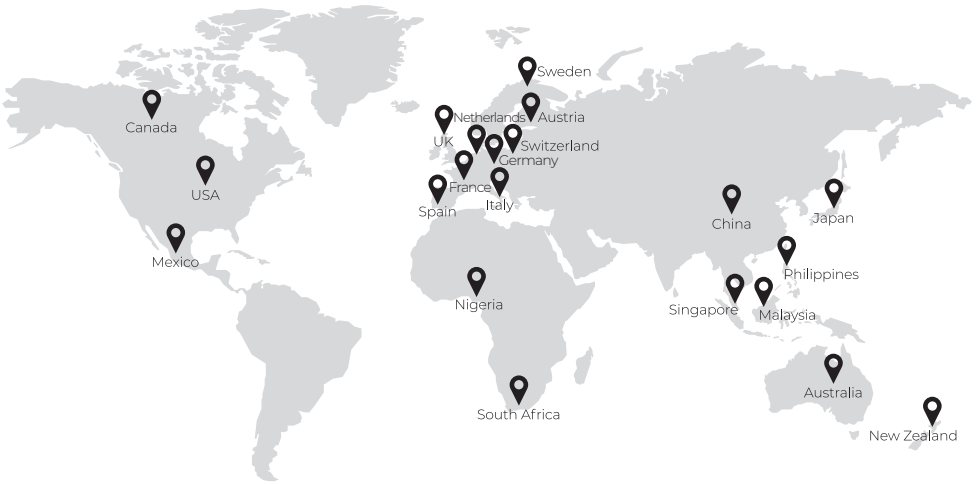 Sweden
Canada
Netherlands
Austria
UK
Switzerland
Germany
France
USA
Italy
Spain
China
Japan
Mexico
Philippines
Nigeria
Singapore
Malaysia
Australia
South Africa
New Zealand